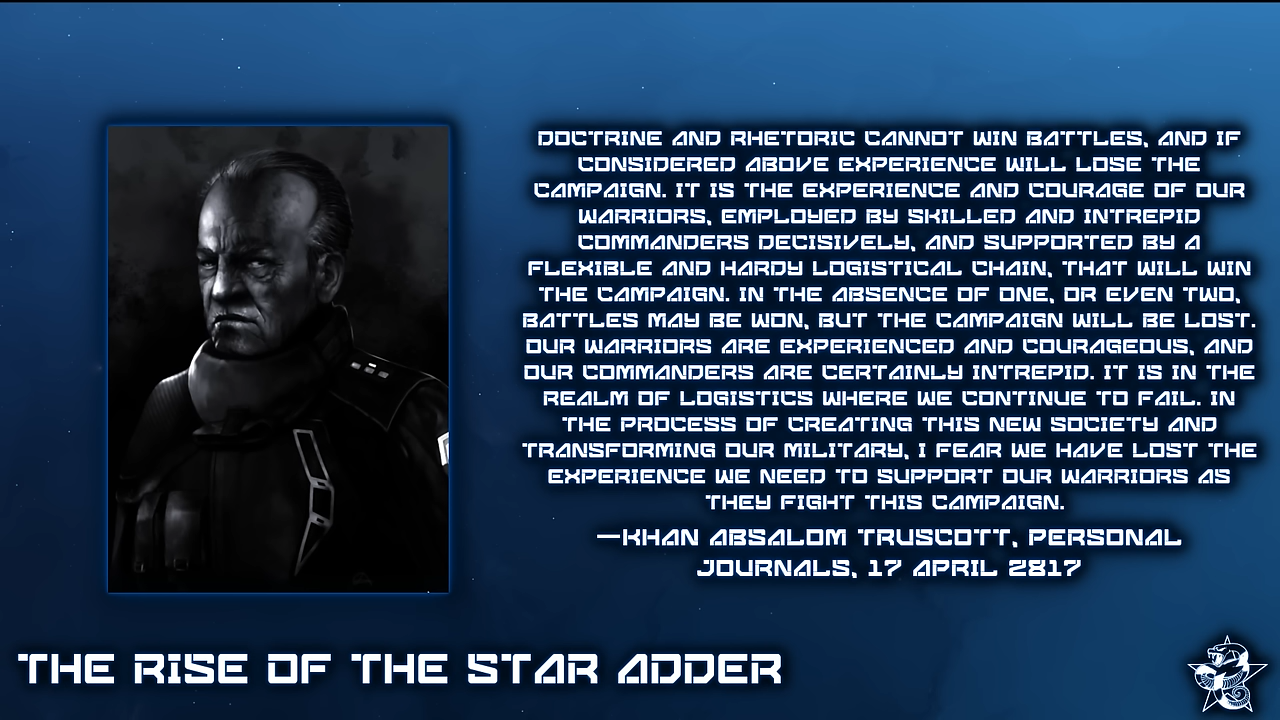 DOCTRINE AND RHETORIC CANNOT WIN BATTLES, AND IF
CONSIDERED ABOVE EXPERIENCE WILL LOSE THE
CAMPAIGN. IT IS THE EXPERIENCE AND COURAGE OF OUR
WARRIORS, EMPLOYED BY SKILLED AND INTREPID
COMMANDERS DECISIVELY, AND SUPPORTED BY A
FLEXIBLE AND HARDY LOGISTICAL CHAIN, THAT WILL WIN
THE CAMPAIGN. IN THE ABSENCE OF ONE, OR EVEN TWO,
BATTLES MAY BE WON, BUT THE CAMPAIGN WILL BE LOST.
OUR WARRIORS ARE EXPERIENCED AND COURAGEOUS, AND
OUR COMMANDERS ARE CERTAINLY INTREPID. IT IS IN THE
REALM OF LOGISTICS WHERE WE CONTINUE TO FAIL. IN
THE PROCESS OF CREATING THIS NEW SOCIETY AND
TRANSFORMING OUR MILITARY, I FEAR WE HAVE LOST THE
EXPERIENCE WE NEED TO SUPPORT OUR WARRIORS AS
THEY FIGHT THIS CAMPAIGN.
—KHAN ABSALOM TRUSCOTT, PERSONAL
JOURNALS, 17 APRIL 2817
THE RISE OF THE STAR ADDER